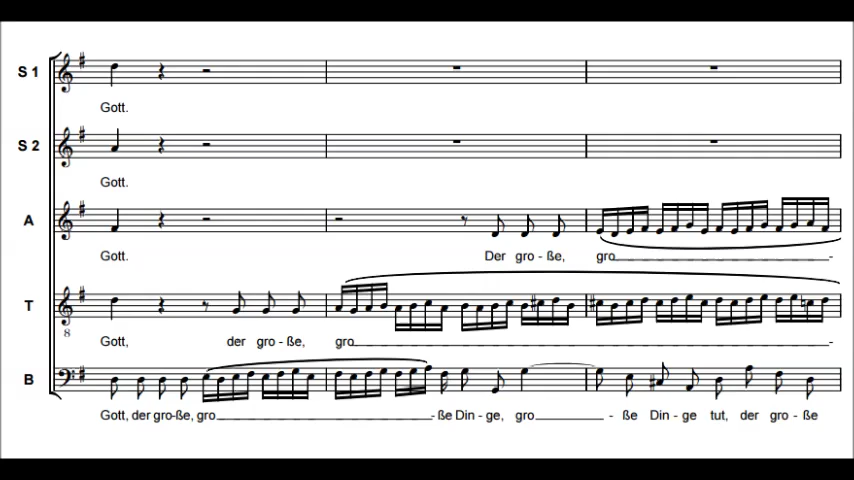 S 1
Gott.
S 2
Gott.
A
Gott. Der gro - ße, gro -
T
8
Gott, der gro - ße, gro -
B
Gott, der gro-ße, gro - ße Din - ge, gro - ße Din - ge tut, der gro - ße